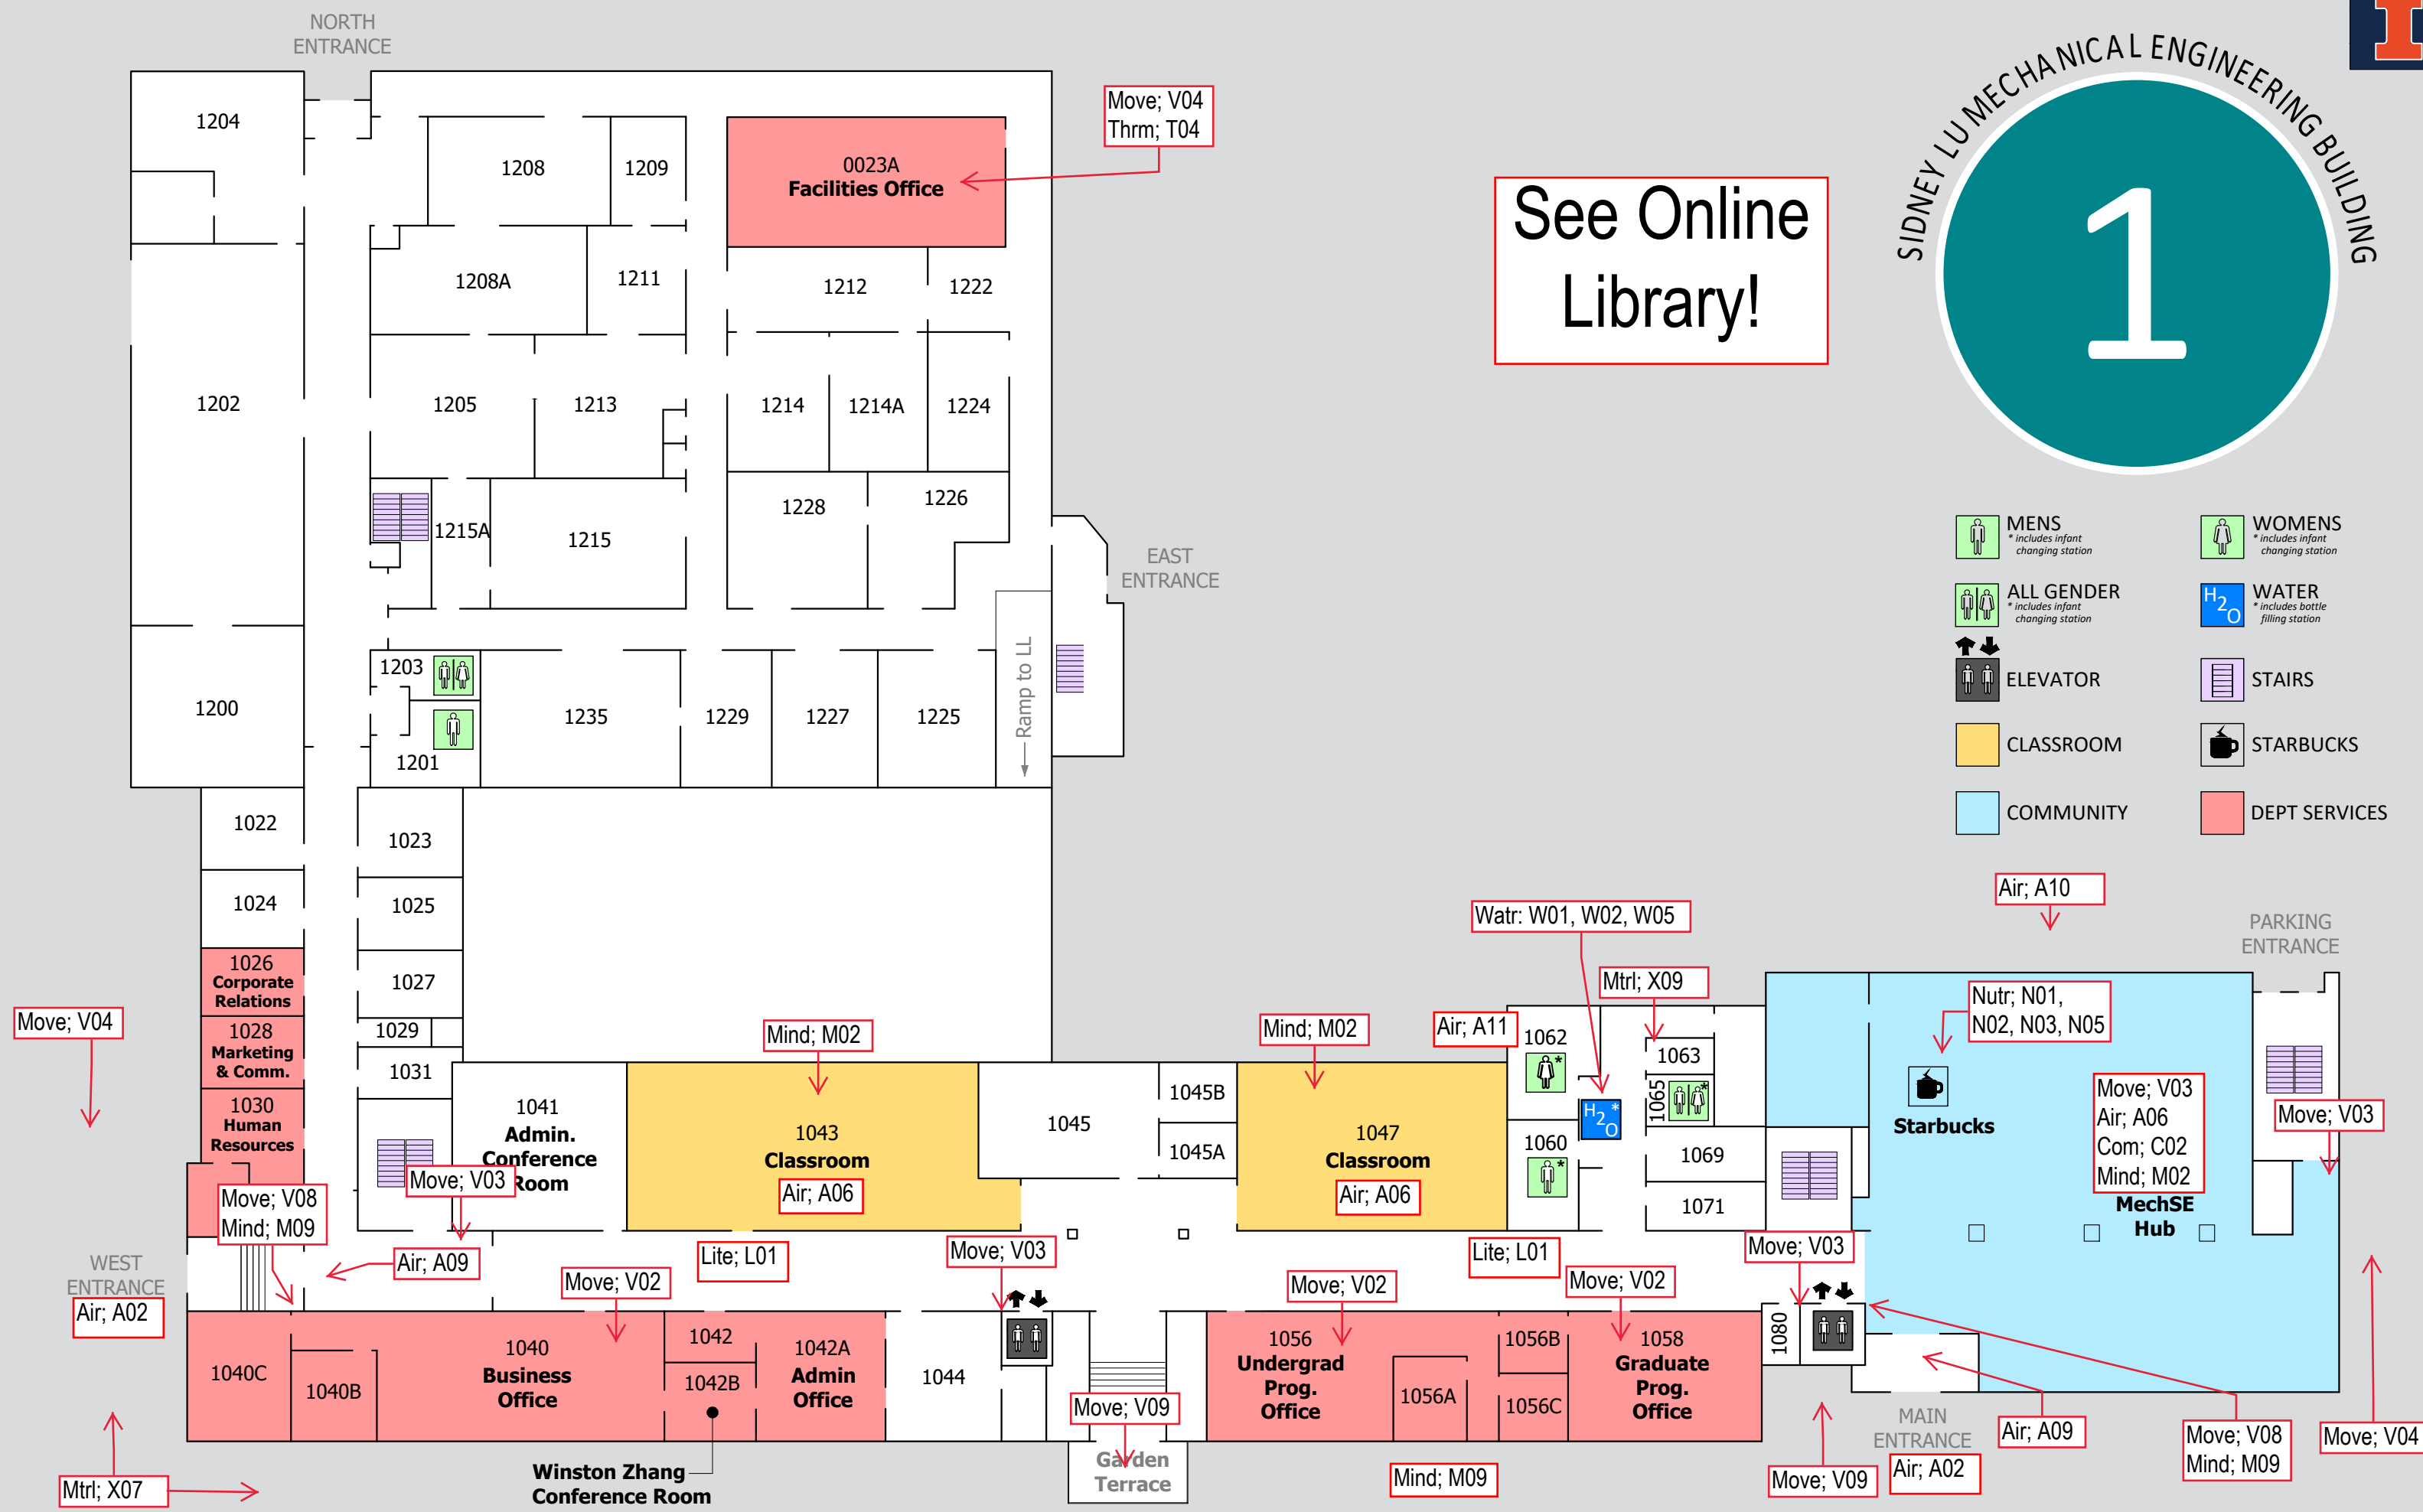 NORTH
ENTRANCE
SIDNEY LU MECHANICAL ENGINEERING BUILDING
1
I
1204
1208
1209
0023A
Facilities Office
Move; V04
Thrm; T04
See Online
Library!
1208A
1211
1212
1222
1202
1205
1213
1214
1214A
1224
1215A
1215
1228
1226
EAST
ENTRANCE
MENS
* includes infant
changing station
WOMENS
* includes infant
changing station
ALL GENDER
* includes infant
changing station
H2O
WATER
* includes bottle
filling station
ELEVATOR
STAIRS
CLASSROOM
STARBUCKS
COMMUNITY
DEPT SERVICES
1200
1203
1201
1235
1229
1227
1225
Ramp to LL
1022
1023
1024
1025
1026
Corporate
Relations
1027
1028
Marketing
& Comm.
1029
1030
Human
Resources
1031
Move; V04
Move; V08
Mind; M09
Move; V03
Air; A09
1041
Admin.
Conference
Room
Mind; M02
1043
Classroom
Air; A06
1045
1045B
1045A
Mind; M02
1047
Classroom
Air; A06
Air; A11
Watr: W01, W02, W05
Mtrl; X09
1062
*
1060
*
H2O *
1063
1065
*
1069
1071
Air; A10
PARKING
ENTRANCE
Nutr; N01,
N02, N03, N05
Starbucks
Move; V03
Air; A06
Com; C02
Mind; M02
MechSE
Hub
Move; V03
WEST
ENTRANCE
Air; A02
Lite; L01
Move; V02
Move; V03
Move; V02
Lite; L01
Move; V02
Move; V03
1040C
1040B
1040
Business
Office
1042
1042B
1042A
Admin
Office
1044
1056
Undergrad
Prog.
Office
1056A
1056B
1056C
1058
Graduate
Prog.
Office
1080
Move; V09
Garden
Terrace
Winston Zhang
Conference Room
Mtrl; X07
Mind; M09
Move; V09
MAIN
ENTRANCE
Air; A02
Air; A09
Move; V08
Mind; M09
Move; V04